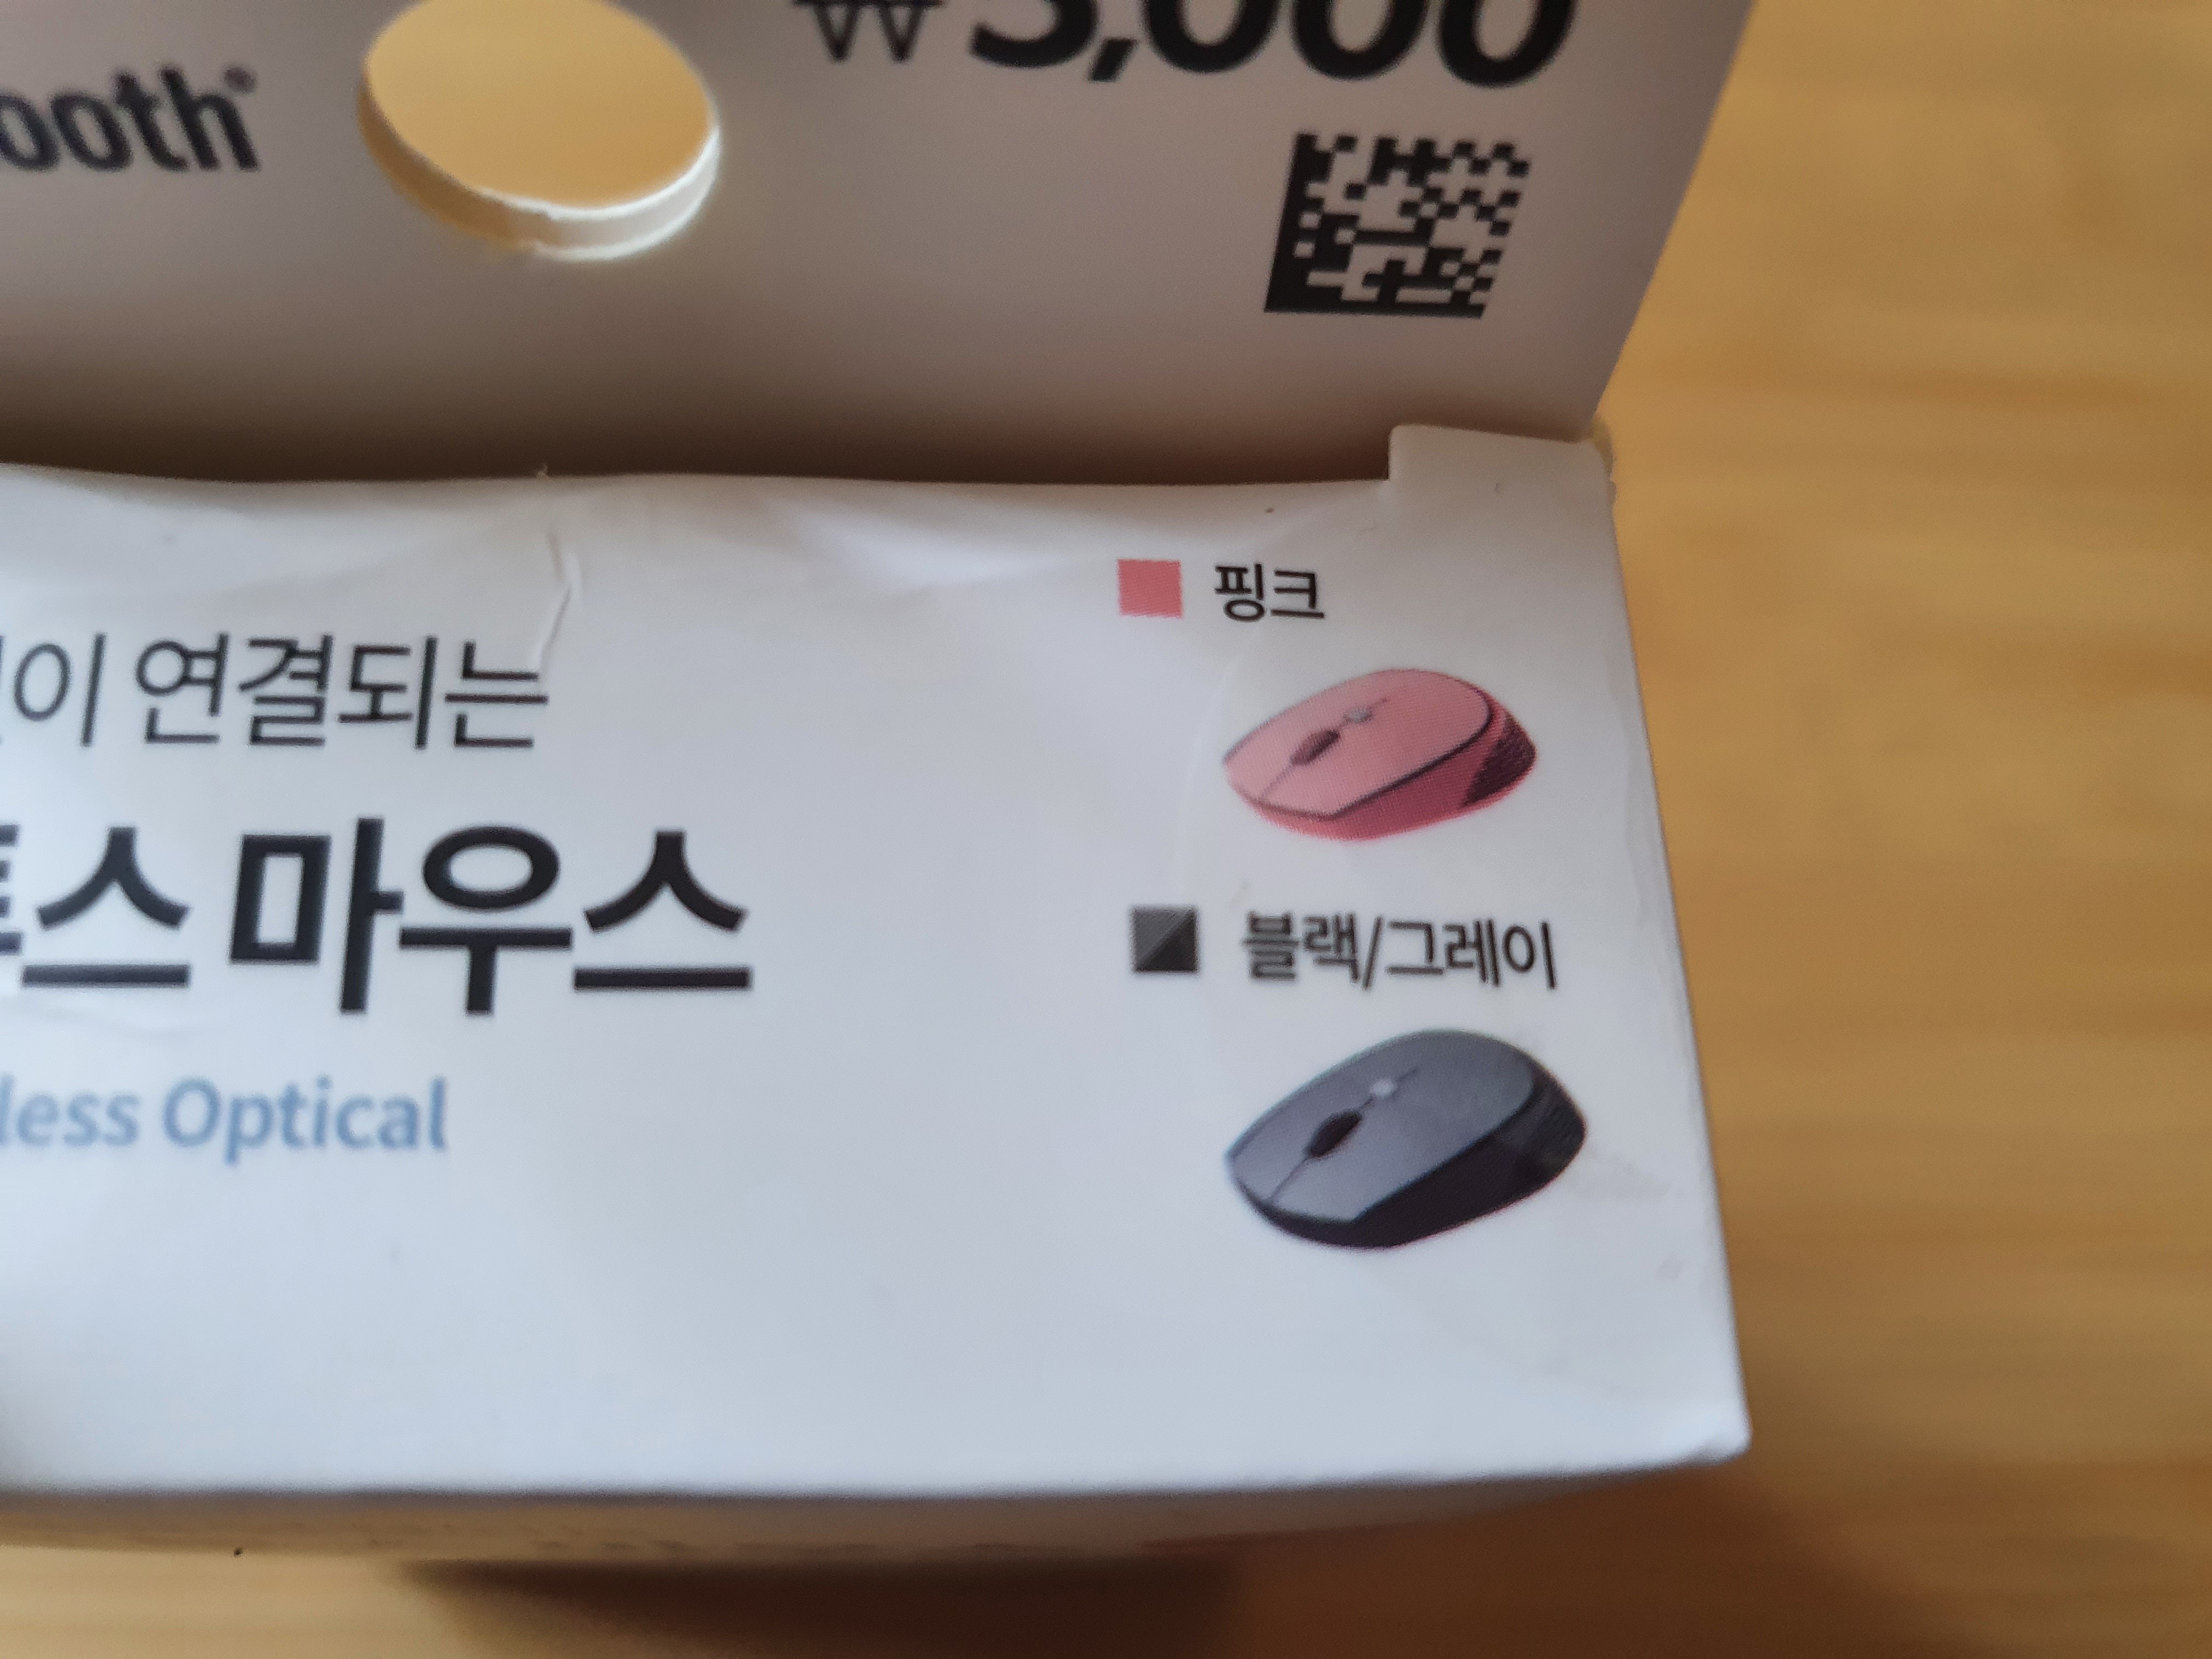 ₩5,000
ooth®
핑크
이 연결되는
스 마우스
블랙/그레이
less Optical